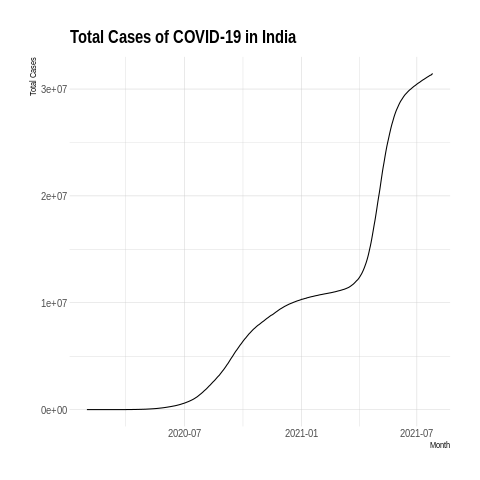 Total Cases of COVID-19 in India
Total Cases
3e+07
2e+07
1e+07
0e+00
2020-07 2021-01 2021-07
Month